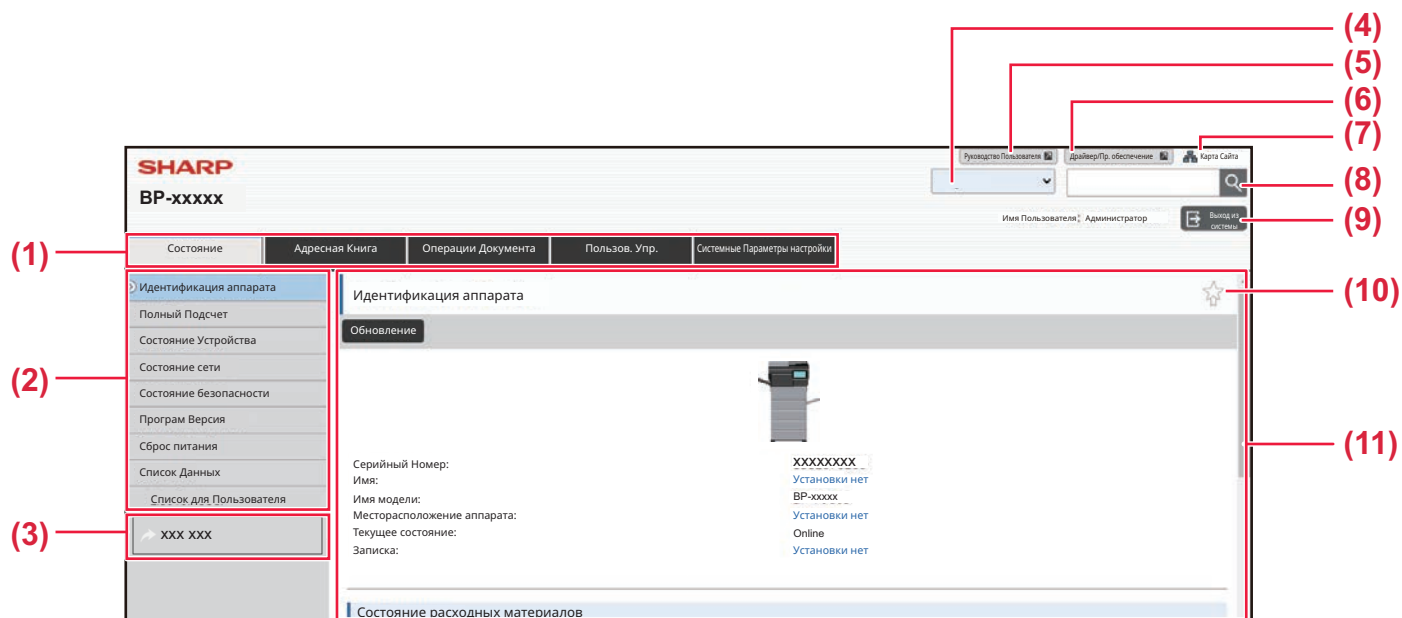 (4)
(5)
(6)
(7)
SHARP
Руководство Пользователя
Драйвер/Пр. обеспечение
Карта Сайта
BP-xxxxx
(8)
Имя Пользователя: Администратор
Выход из системы
(9)
(1)
Состояние
Адресная Книга
Операции Документа
Пользов. Упр.
Системные Параметры настройки
(2)
Идентификация аппарата
Полный Подсчет
Состояние Устройства
Состояние сети
Состояние безопасности
Програм Версия
Сброс питания
Список Данных
Список для Пользователя
(3)
XXX XXX
Идентификация аппарата
(10)
Обновление
(11)
Серийный Номер: XXXXXXXX
Имя: Установки нет
Имя модели: BP-xxxxx
Месторасположение аппарата: Установки нет
Текущее состояние: Online
Записка: Установки нет
Состояние расходных материалов